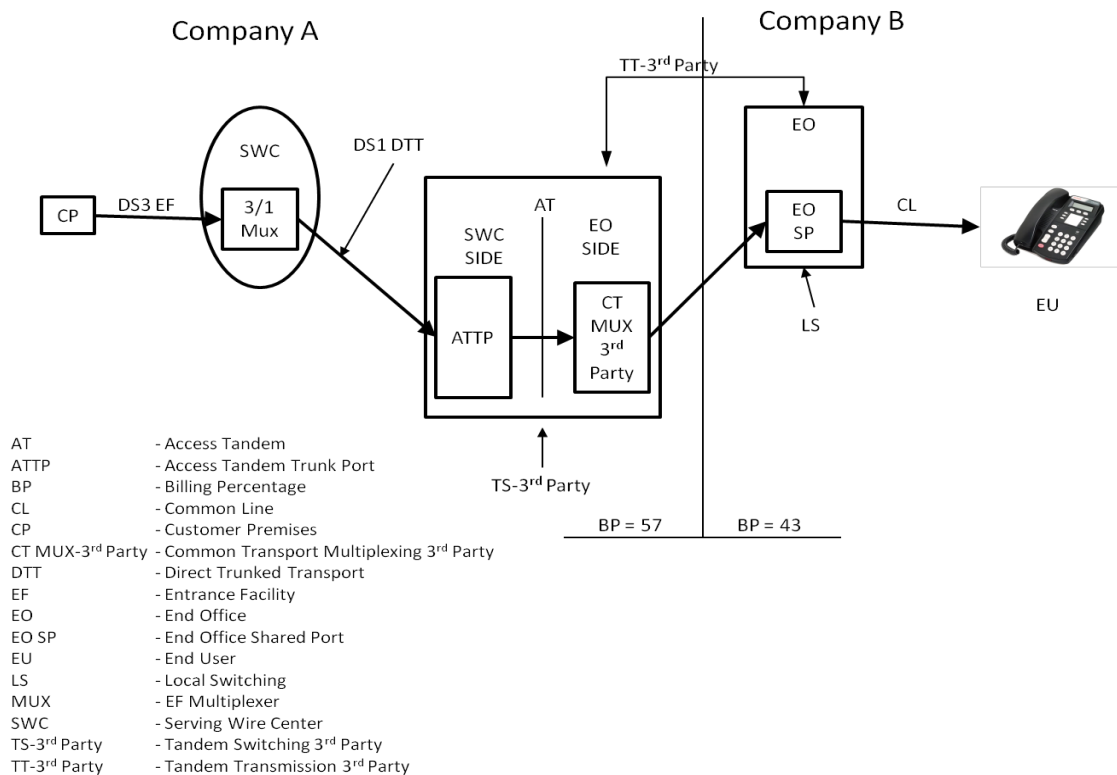 Company A
Company B
TT-3rd Party
EO
SWC
DS1 DTT
CP
DS3 EF
3/1
Mux
AT
SWC
SIDE
EO
SIDE
ATTP
CT
MUX
3rd
Party
EO
SP
CL
LS
EU
TS-3rd Party
BP = 57
BP = 43
AT - Access Tandem
ATTP - Access Tandem Trunk Port
BP - Billing Percentage
CL - Common Line
CP - Customer Premises
CT MUX-3rd Party - Common Transport Multiplexing 3rd Party
DTT - Direct Trunked Transport
EF - Entrance Facility
EO - End Office
EO SP - End Office Shared Port
EU - End User
LS - Local Switching
MUX - EF Multiplexer
SWC - Serving Wire Center
TS-3rd Party - Tandem Switching 3rd Party
TT-3rd Party - Tandem Transmission 3rd Party